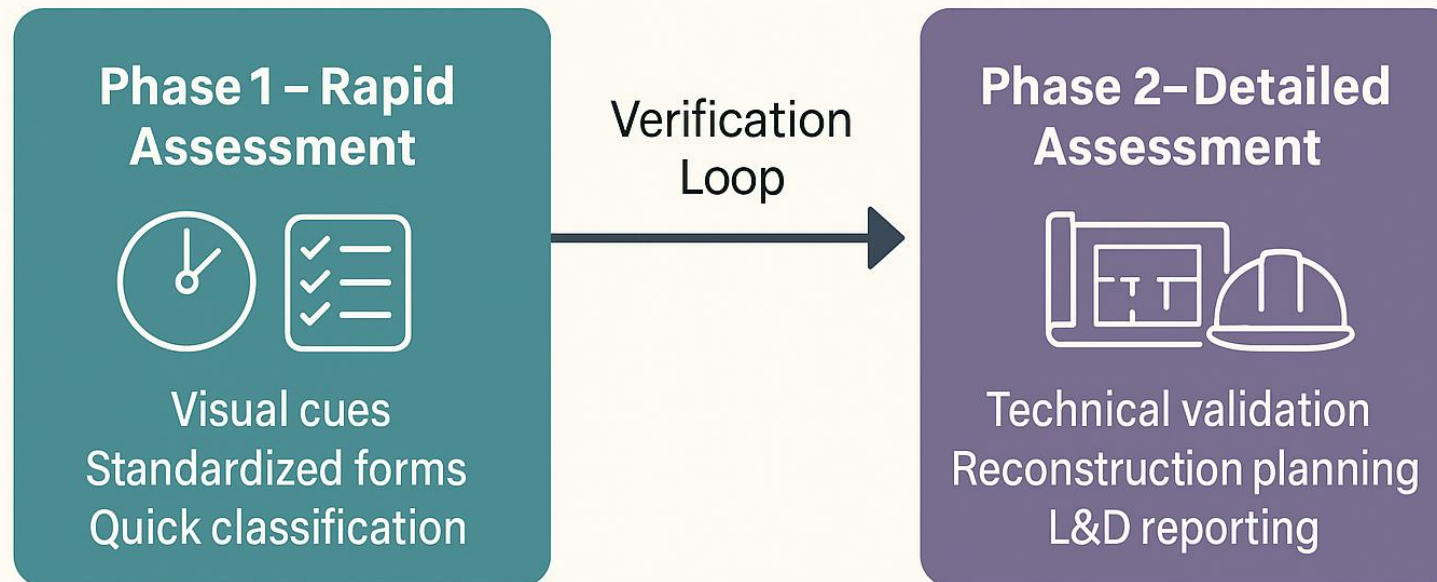 Phase 1 – Rapid
Assessment
Visual cues
Standardized forms
Quick classification
Verification
Loop
Phase 2–Detailed
Assessment
Technical validation
Reconstruction planning
L&D reporting